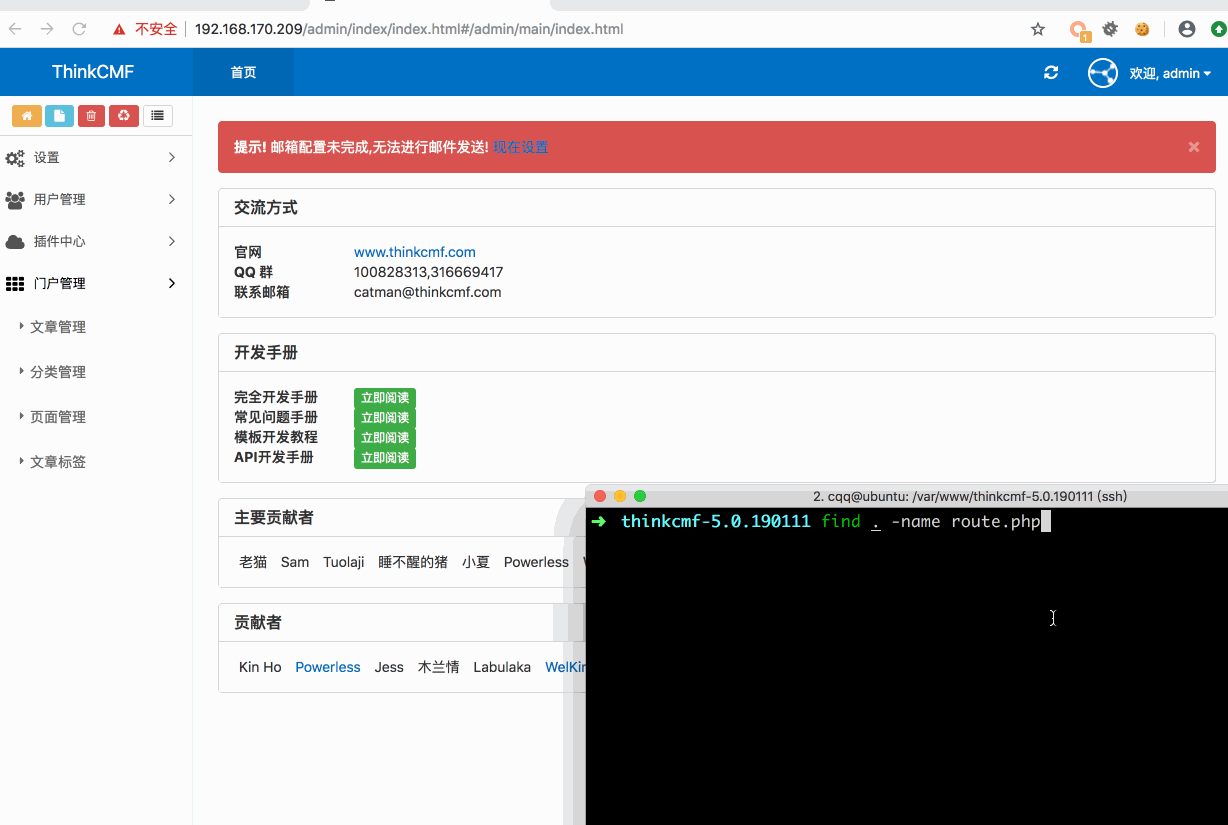 不安全 192.168.170.209/admin/index/index.html#/admin/main/index.html
1
ThinkCMF 首页 欢迎, admin
设置
用户管理
插件中心
门户管理
文章管理
分类管理
页面管理
文章标签
提示! 邮箱配置未完成,无法进行邮件发送! 现在设置 ×
交流方式
官网 www.thinkcmf.com
QQ 群 100828313,316669417
联系邮箱 catman@thinkcmf.com
开发手册
完全开发手册 立即阅读
常见问题手册 立即阅读
模板开发教程 立即阅读
API开发手册 立即阅读
主要贡献者
老猫 Sam Tuolaji 睡不醒的猪 小夏 Powerless
贡献者
Kin Ho Powerless Jess 木兰情 Labulaka WelKin
2. cqq@ubuntu: /var/www/thinkcmf-5.0.190111 (ssh)
➜ thinkcmf-5.0.190111 find . -name route.php